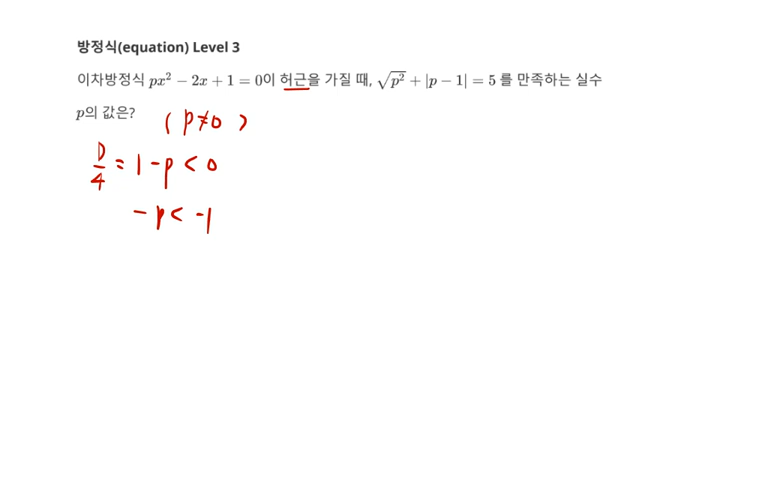 방정식(equation) Level 3
이차방정식 px² − 2x + 1 = 0이 허근을 가질 때, √p² + |p − 1| = 5 를 만족하는 실수
p의 값은?
( p≠0 )
D/4 = 1 - p < 0
- p < -1